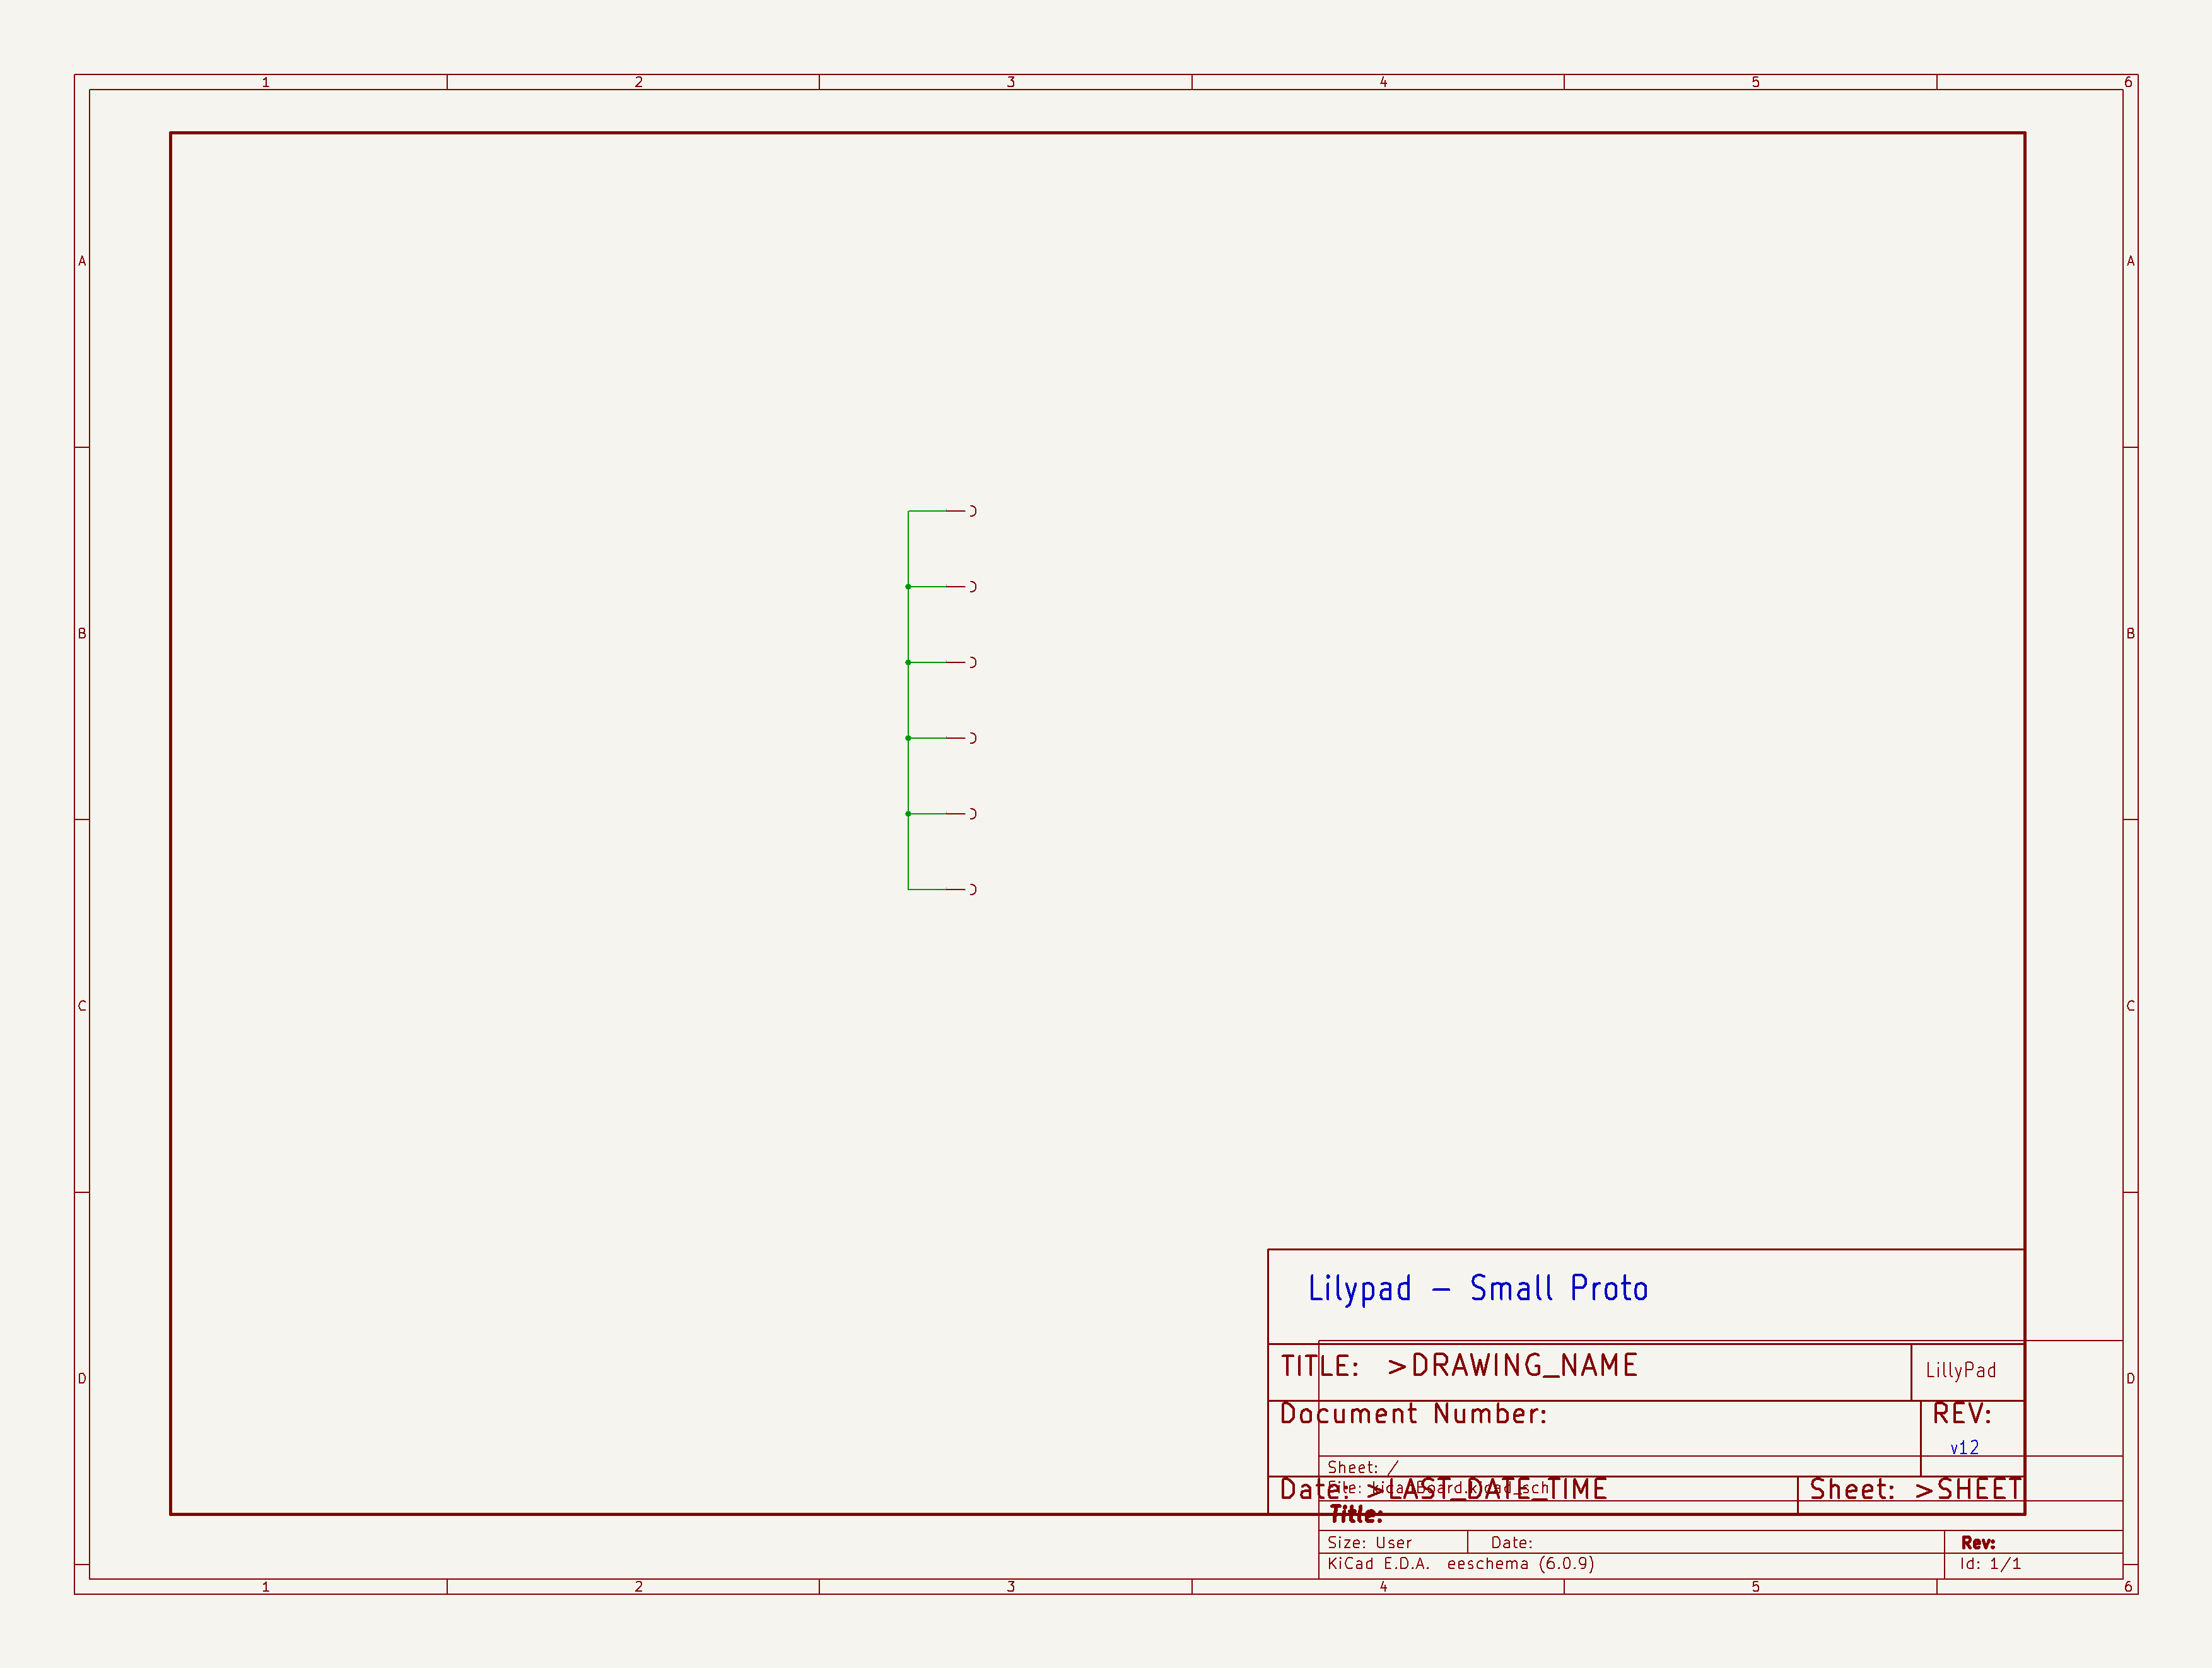 1 2 3 4 5 6
A A
B B
C C
D D
Lilypad - Small Proto
TITLE: >DRAWING_NAME
LillyPad
Document Number:
REV:
v12
Sheet: /
File: kicadBoard.kicad_sch
Date: >LAST_DATE_TIME
Sheet: >SHEET
Title:
Size: User Date: Rev:
KiCad E.D.A. eeschema (6.0.9) Id: 1/1
1 2 3 4 5 6